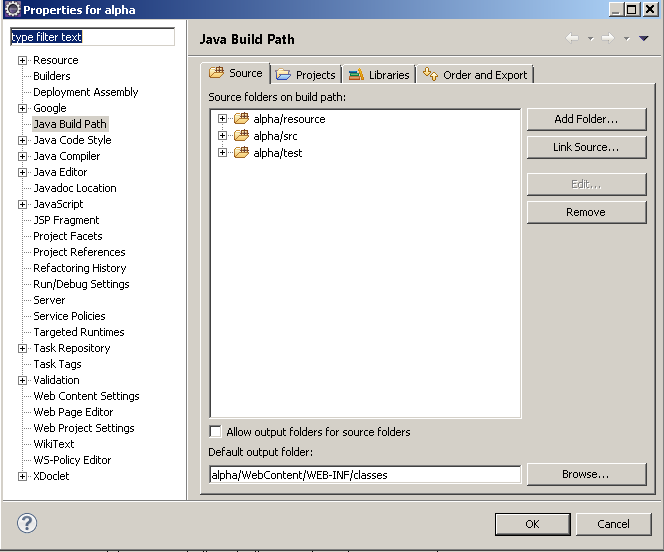 Properties for alpha
type filter text
Resource
Builders
Deployment Assembly
Google
Java Build Path
Java Code Style
Java Compiler
Java Editor
Javadoc Location
JavaScript
JSP Fragment
Project Facets
Project References
Refactoring History
Run/Debug Settings
Server
Service Policies
Targeted Runtimes
Task Repository
Task Tags
Validation
Web Content Settings
Web Page Editor
Web Project Settings
WikiText
WS-Policy Editor
XDoclet
Java Build Path
Source Projects Libraries Order and Export
Source folders on build path:
alpha/resource
alpha/src
alpha/test
Add Folder...
Link Source...
Edit...
Remove
Allow output folders for source folders
Default output folder:
alpha/WebContent/WEB-INF/classes
Browse...
?
OK
Cancel